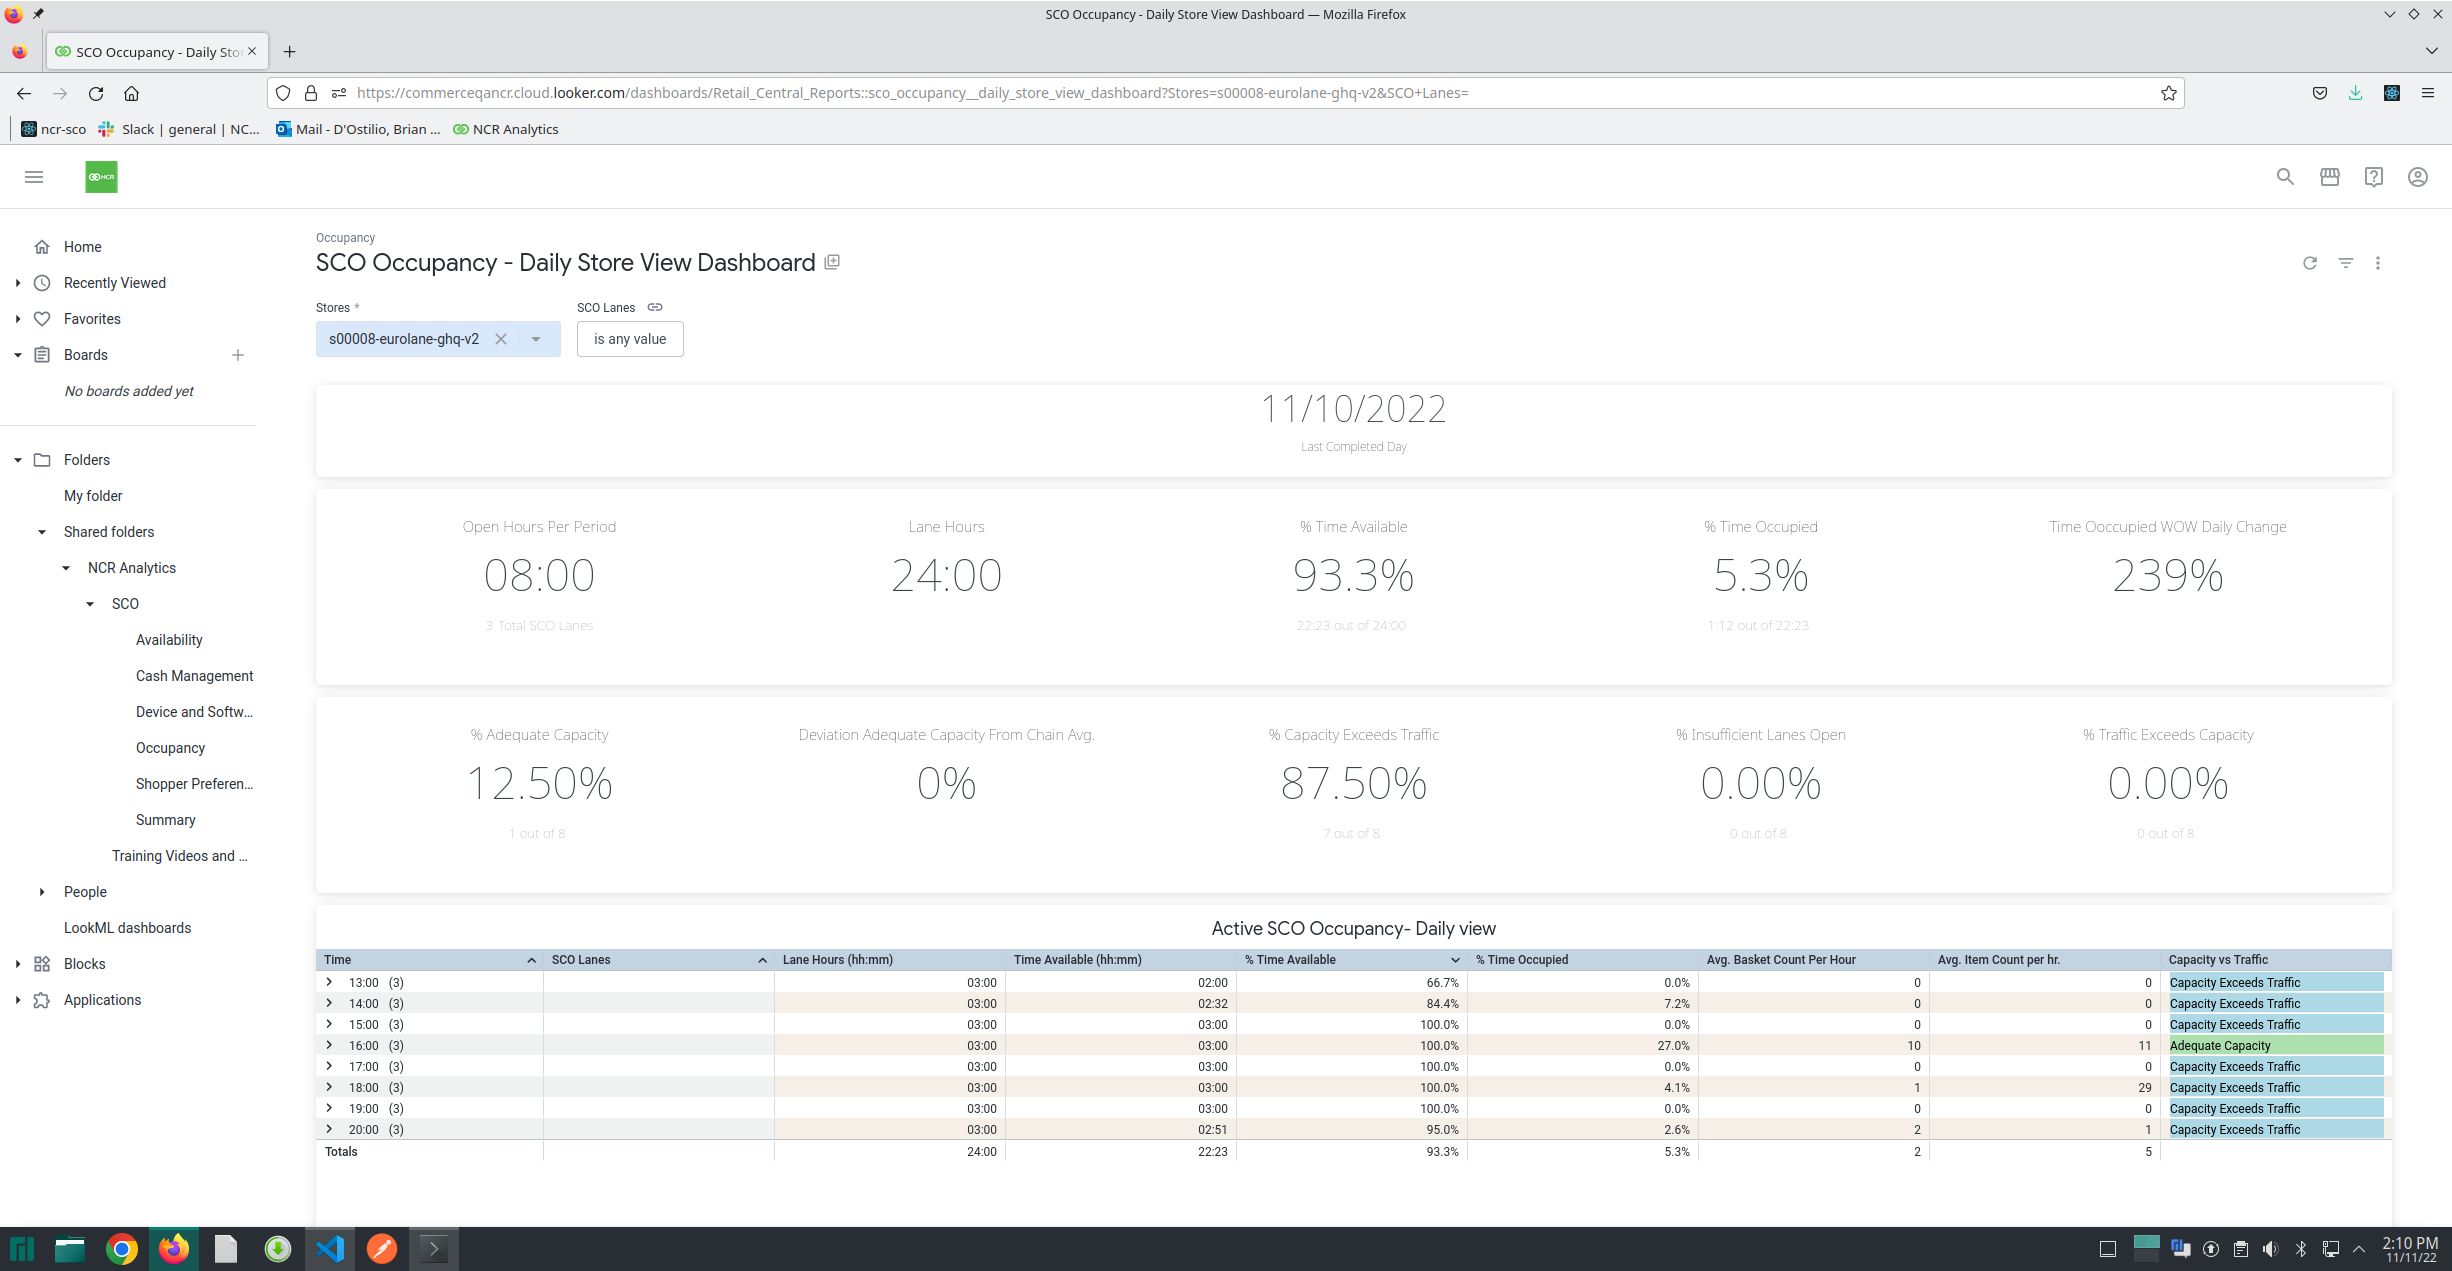 SCO Occupancy - Daily Store View Dashboard — Mozilla Firefox
SCO Occupancy - Daily Sto
https://commerceqancr.cloud.looker.com/dashboards/Retail_Central_Reports::sco_occupancy__daily_store_view_dashboard?Stores=s00008-eurolane-ghq-v2&SCO+Lanes=
ncr-sco Slack | general | NC... Mail - D'Ostilio, Brian ... NCR Analytics
NCR
Home
Recently Viewed
Favorites
Boards
No boards added yet
Folders
My folder
Shared folders
NCR Analytics
SCO
Availability
Cash Management
Device and Softw...
Occupancy
Shopper Preferen...
Summary
Training Videos and ...
People
LookML dashboards
Blocks
Applications
Occupancy
SCO Occupancy - Daily Store View Dashboard
Stores * SCO Lanes
s00008-eurolane-ghq-v2 is any value
11/10/2022
Last Completed Day
Open Hours Per Period Lane Hours % Time Available % Time Occupied Time Ooccupied WOW Daily Change
08:00 24:00 93.3% 5.3% 239%
3 Total SCO Lanes 22:23 out of 24:00 1:12 out of 22:23
% Adequate Capacity Deviation Adequate Capacity From Chain Avg. % Capacity Exceeds Traffic % Insufficient Lanes Open % Traffic Exceeds Capacity
12.50% 0% 87.50% 0.00% 0.00%
1 out of 8 7 out of 8 0 out of 8 0 out of 8
Active SCO Occupancy- Daily view
Time SCO Lanes Lane Hours (hh:mm) Time Available (hh:mm) % Time Available % Time Occupied Avg. Basket Count Per Hour Avg. Item Count per hr. Capacity vs Traffic
13:00 (3) 03:00 02:00 66.7% 0.0% 0 0 Capacity Exceeds Traffic
14:00 (3) 03:00 02:32 84.4% 7.2% 0 0 Capacity Exceeds Traffic
15:00 (3) 03:00 03:00 100.0% 0.0% 0 0 Capacity Exceeds Traffic
16:00 (3) 03:00 03:00 100.0% 27.0% 10 11 Adequate Capacity
17:00 (3) 03:00 03:00 100.0% 0.0% 0 0 Capacity Exceeds Traffic
18:00 (3) 03:00 03:00 100.0% 4.1% 1 29 Capacity Exceeds Traffic
19:00 (3) 03:00 03:00 100.0% 0.0% 0 0 Capacity Exceeds Traffic
20:00 (3) 03:00 02:51 95.0% 2.6% 2 1 Capacity Exceeds Traffic
Totals 24:00 22:23 93.3% 5.3% 2 5
2:10 PM
11/11/22